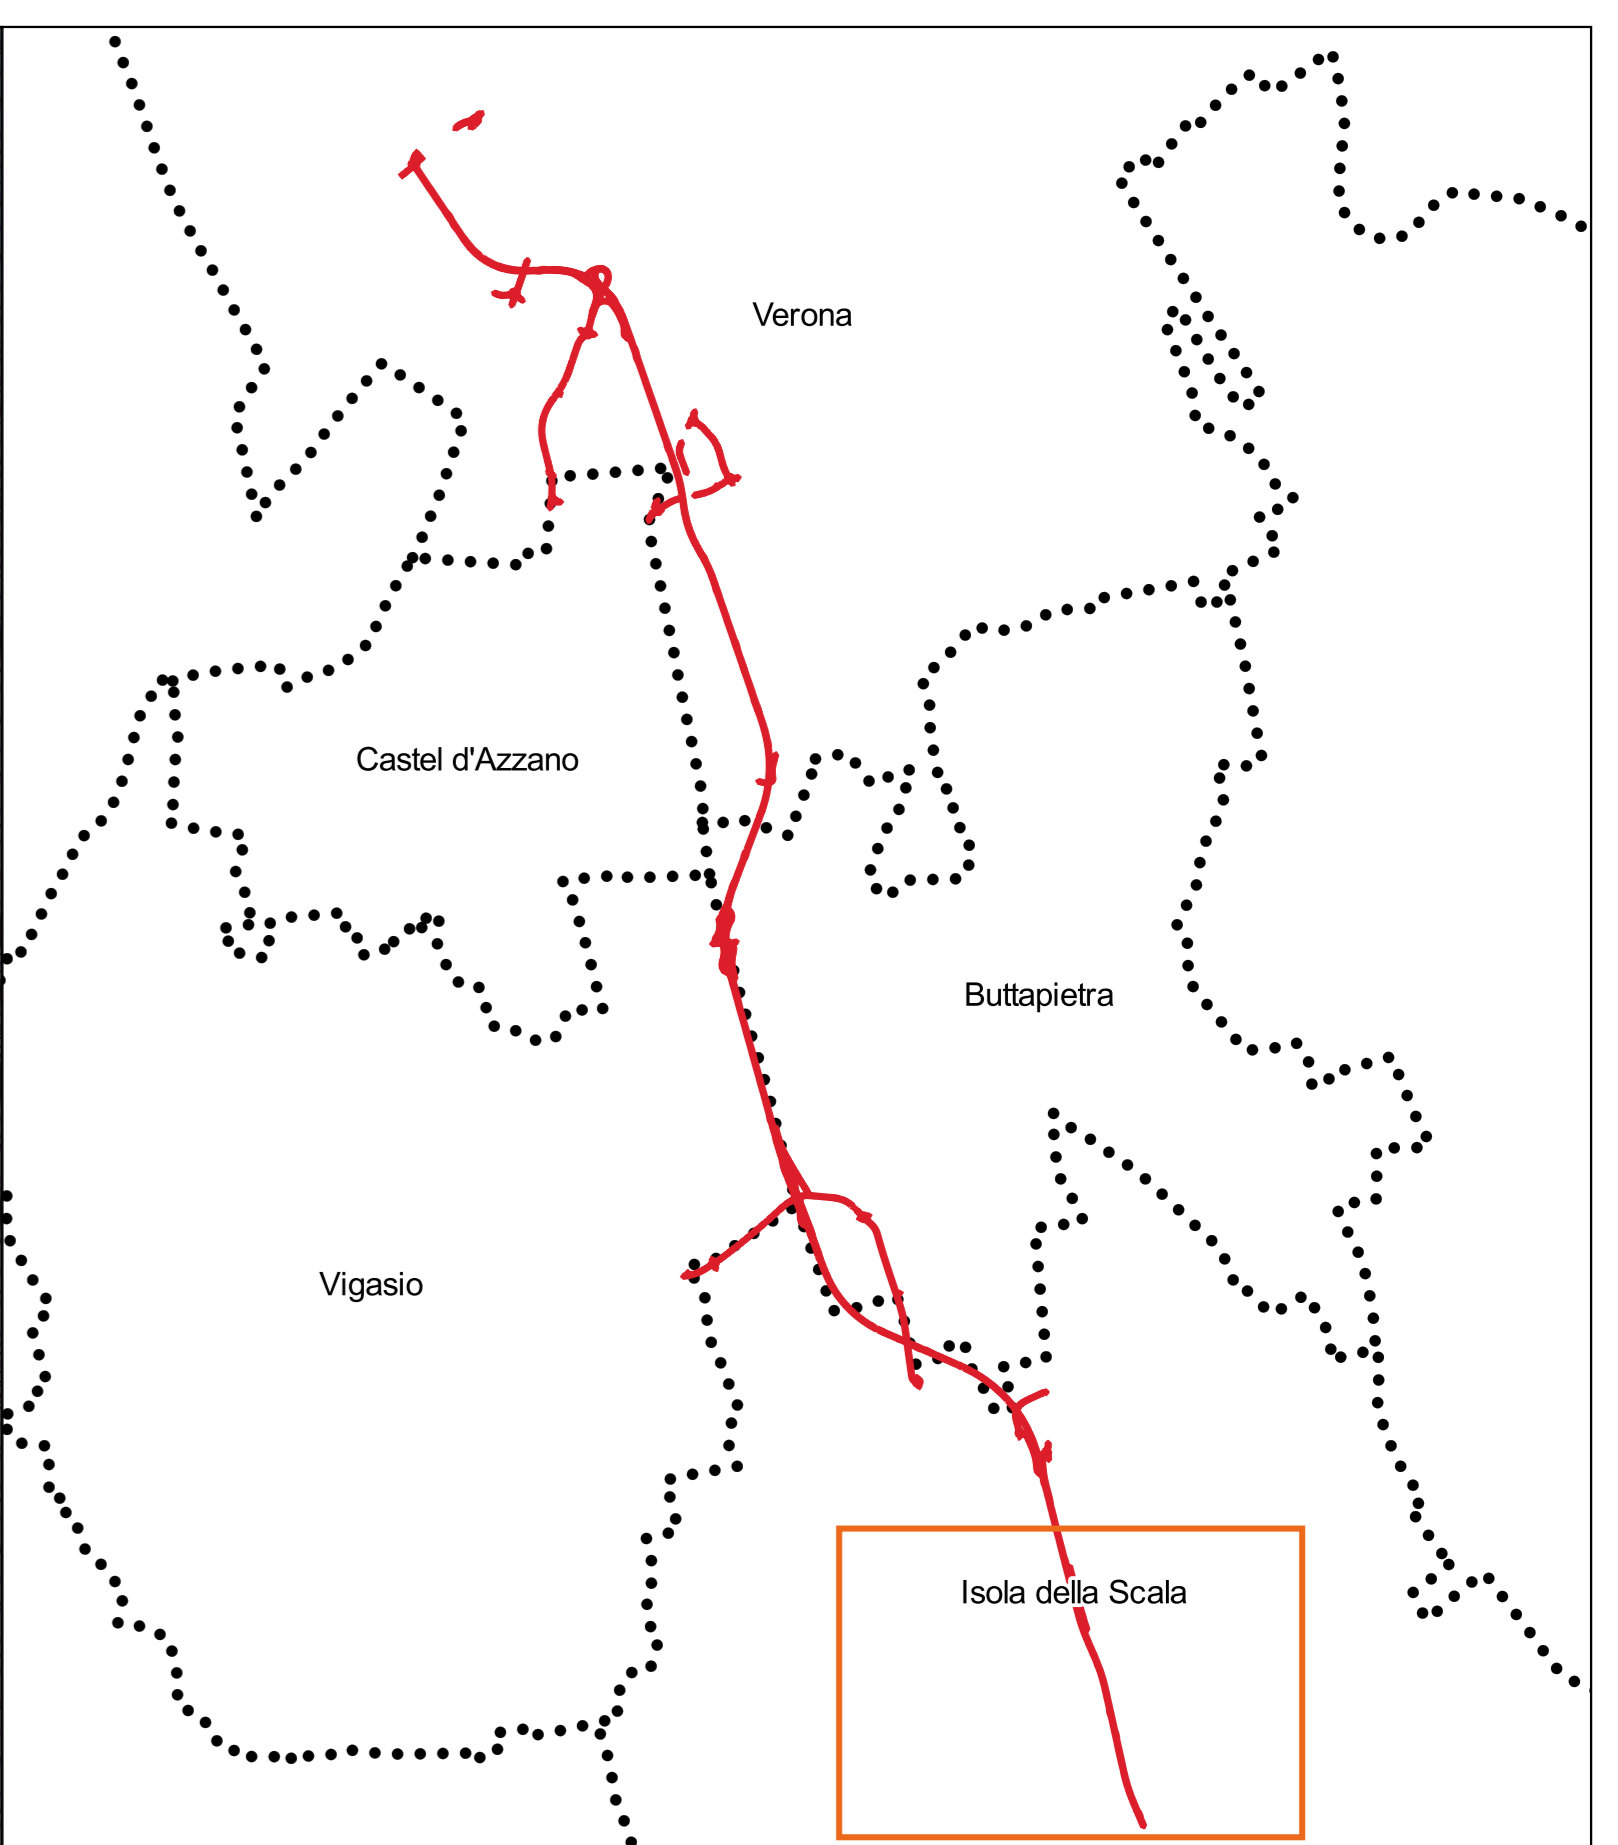 Verona
Castel d'Azzano
Buttapietra
Vigasio
Isola della Scala